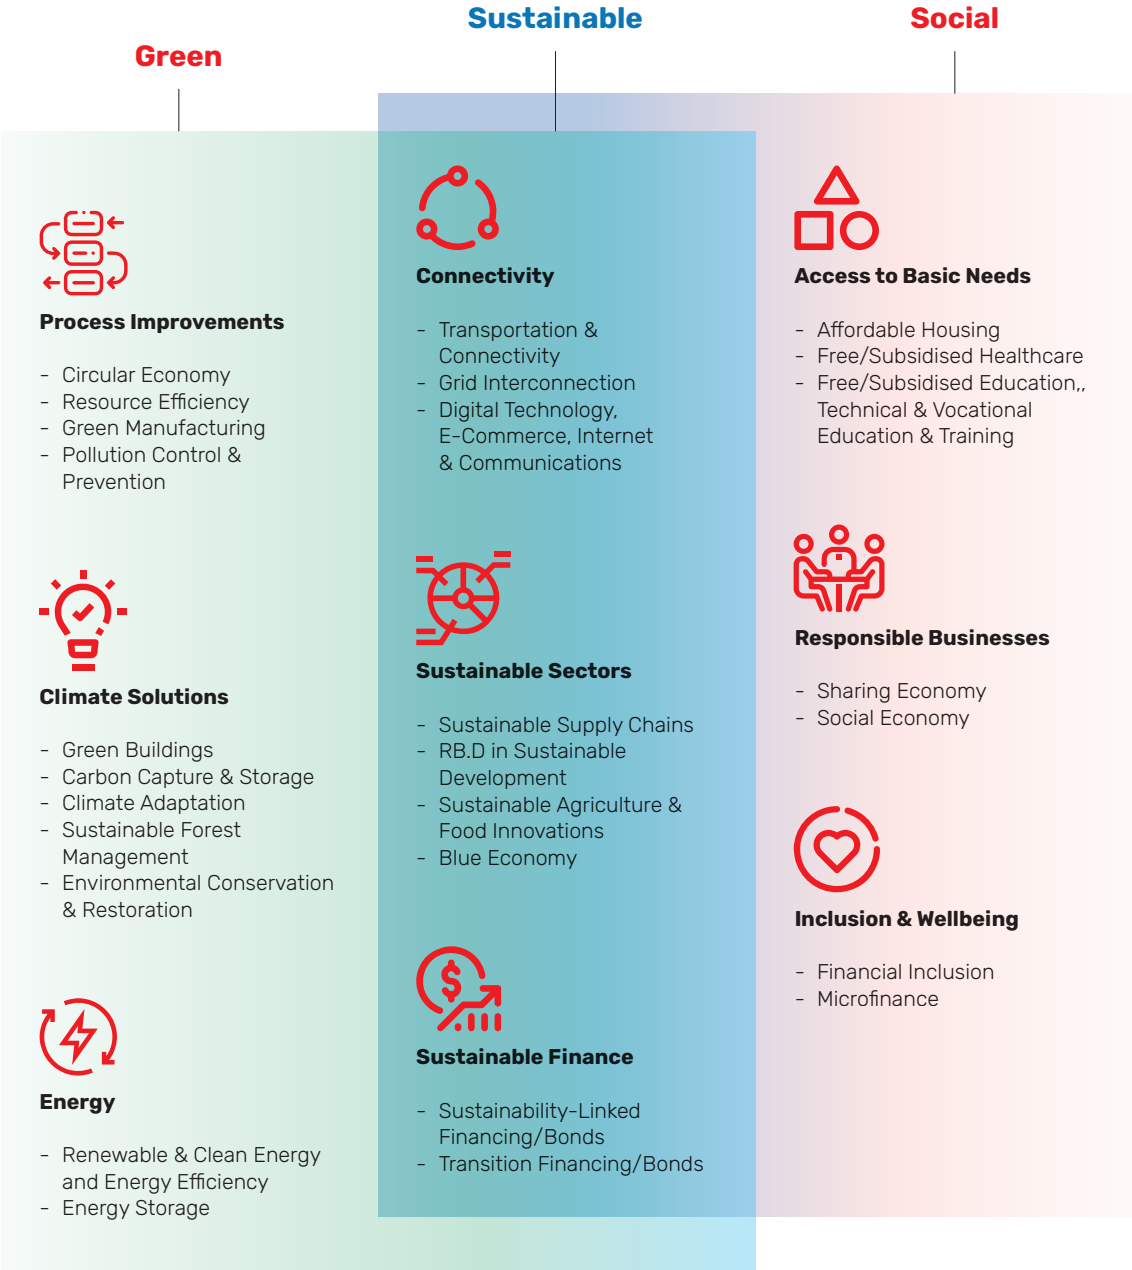 Green
Process Improvements
- Circular Economy
- Resource Efficiency
- Green Manufacturing
- Pollution Control &
Prevention
Climate Solutions
- Green Buildings
- Carbon Capture & Storage
- Climate Adaptation
- Sustainable Forest
Management
- Environmental Conservation
& Restoration
Energy
- Renewable & Clean Energy
and Energy Efficiency
- Energy Storage
Sustainable
Connectivity
- Transportation &
Connectivity
- Grid Interconnection
- Digital Technology,
E-Commerce, Internet
& Communications
Sustainable Sectors
- Sustainable Supply Chains
- RB.D in Sustainable
Development
- Sustainable Agriculture &
Food Innovations
- Blue Economy
$
Sustainable Finance
- Sustainability-Linked
Financing/Bonds
- Transition Financing/Bonds
Social
Access to Basic Needs
- Affordable Housing
- Free/Subsidised Healthcare
- Free/Subsidised Education,,
Technical & Vocational
Education & Training
Responsible Businesses
- Sharing Economy
- Social Economy
Inclusion & Wellbeing
- Financial Inclusion
- Microfinance